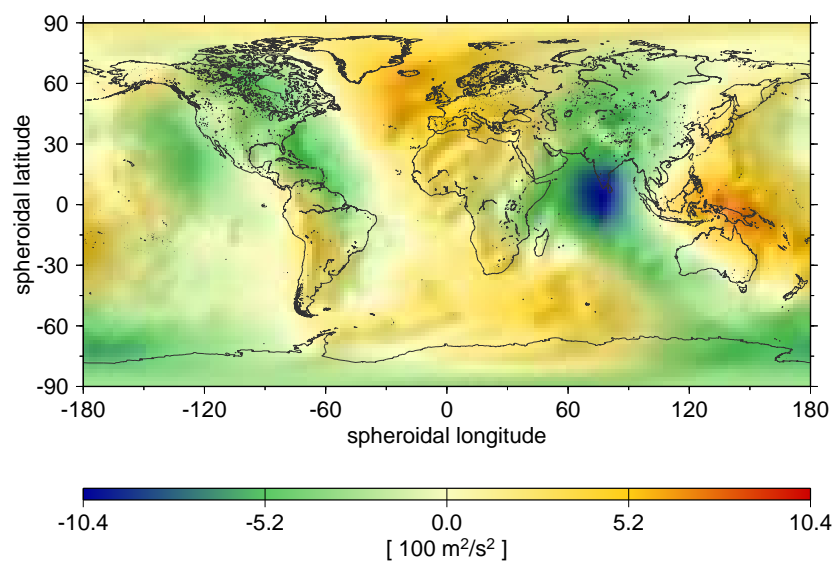 90
60
30
0
-30
-60
-90
spheroidal latitude
-180 -120 -60 0 60 120 180
spheroidal longitude
-10.4 -5.2 0.0 5.2 10.4
[ 100 m²/s² ]